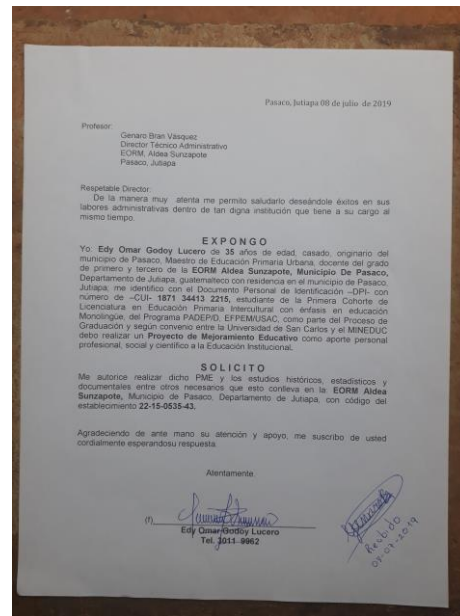 Pasaco, Jutiapa 08 de julio de 2019
Profesor:
Genaro Bran Vásquez
Director Técnico Administrativo
EORM, Aldea Sunzapote
Pasaco, Jutiapa
Respetable Director:
De la manera muy atenta me permito saludarlo deseándole éxitos en sus
labores administrativas dentro de tan digna institución que tiene a su cargo al
mismo tiempo.
EXPONGO
Yo: Edy Omar Godoy Lucero de 35 años de edad, casado, originario del
municipio de Pasaco, Maestro de Educación Primaria Urbana, docente del grado
de primero y tercero de la EORM Aldea Sunzapote, Municipio De Pasaco,
Departamento de Jutiapa, guatemalteco con residencia en el municipio de Pasaco,
Jutiapa; me identifico con el Documento Personal de Identificación –DPI- con
número de –CUI- 1871 34413 2215, estudiante de la Primera Cohorte de
Licenciatura en Educación Primaria Intercultural con énfasis en educación
Monolingüe, del Programa PADEP/D, EFPEM/USAC, como parte del Proceso de
Graduación y según convenio entre la Universidad de San Carlos y el MINEDUC
debo realizar un Proyecto de Mejoramiento Educativo como aporte personal
profesional, social y científico a la Educación Institucional.
SOLICITO
Me autorice realizar dicho PME y los estudios históricos, estadísticos y
documentales entre otros necesarios que esto conlleva en la EORM Aldea
Sunzapote, Municipio de Pasaco, Departamento de Jutiapa, con código del
establecimiento 22-15-0535-43.
Agradeciendo de ante mano su atención y apoyo, me suscribo de usted
cordialmente esperandosu respuesta.
Atentamente.
(f)
Edy Omar Godoy Lucero
Tel. 3011-9962
Recibido
08-07-2019